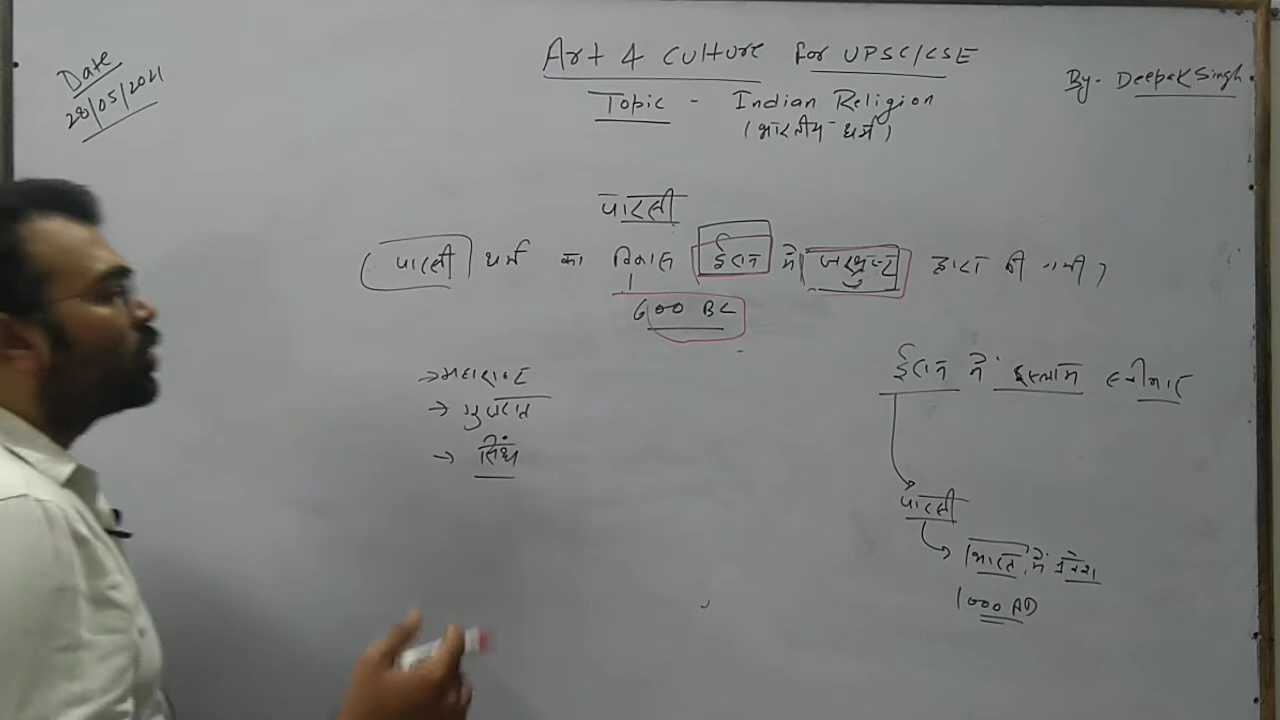 Date
28/05/2021
Art & Culture for UPSC/CSE
By- Deepak Singh
Topic - Indian Religion
(भारतीय धर्म)
पारसी
पारसी धर्म का विकास ईरान में जरथुष्ट्र द्वारा की गयी
600 BC
ईरान में इस्लाम स्वीकार
→ महाराष्ट्र
→ गुजरात
→ सिंध
पारसी
भारत में प्रवेश
1000 AD